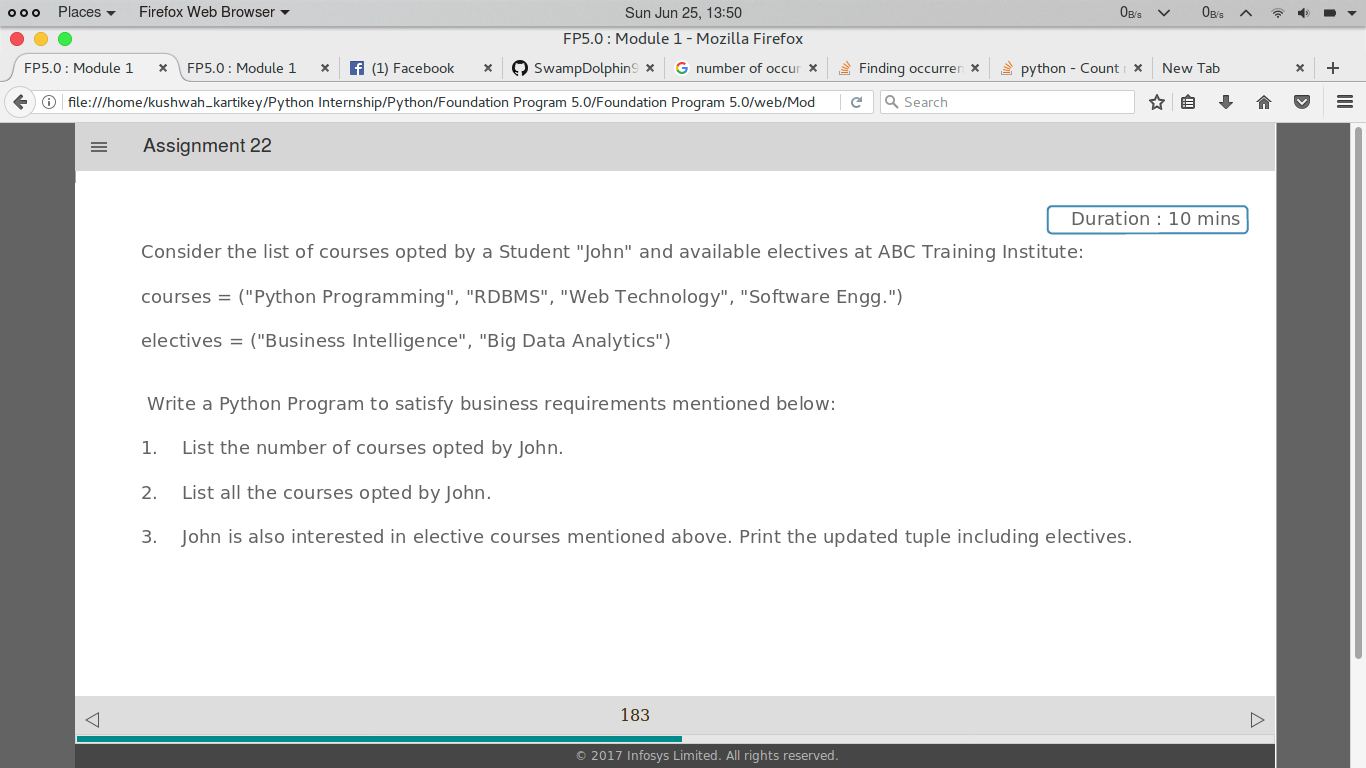 Places Firefox Web Browser Sun Jun 25, 13:50 0B/s 0B/s
FP5.0 : Module 1 - Mozilla Firefox
FP5.0 : Module 1 FP5.0 : Module 1 (1) Facebook SwampDolphin9 number of occur Finding occurren python - Count New Tab
file:///home/kushwah_kartikey/Python Internship/Python/Foundation Program 5.0/Foundation Program 5.0/web/Mod Search
Assignment 22
Duration : 10 mins
Consider the list of courses opted by a Student "John" and available electives at ABC Training Institute:
courses = ("Python Programming", "RDBMS", "Web Technology", "Software Engg.")
electives = ("Business Intelligence", "Big Data Analytics")
Write a Python Program to satisfy business requirements mentioned below:
1. List the number of courses opted by John.
2. List all the courses opted by John.
3. John is also interested in elective courses mentioned above. Print the updated tuple including electives.
183
© 2017 Infosys Limited. All rights reserved.